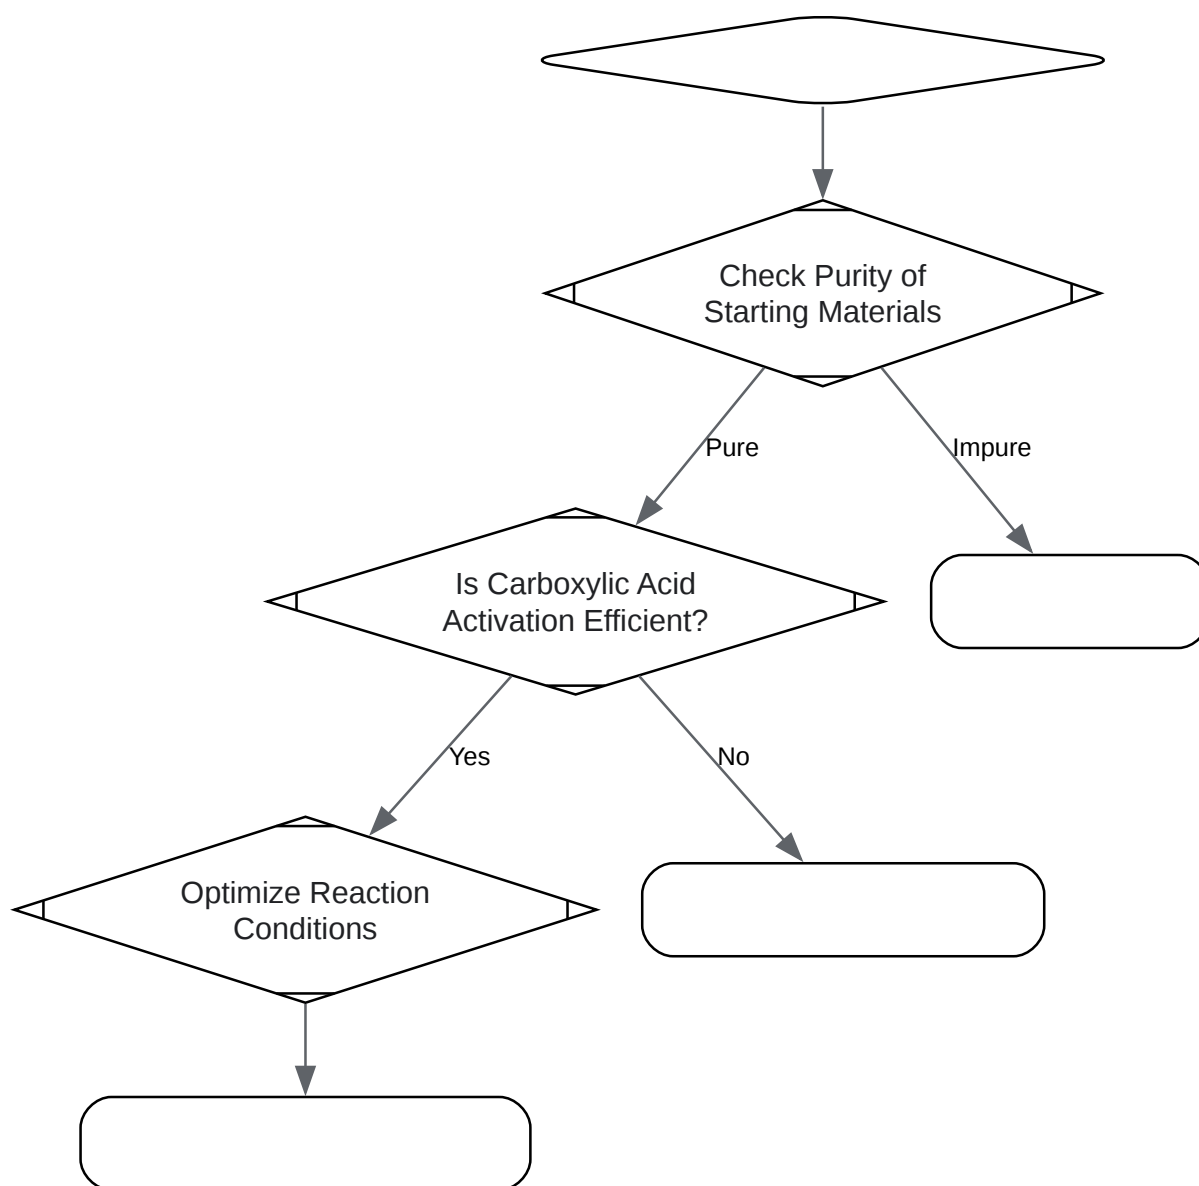 Check Purity of
Starting Materials
Pure
Impure
Is Carboxylic Acid
Activation Efficient?
Yes
No
Optimize Reaction
Conditions